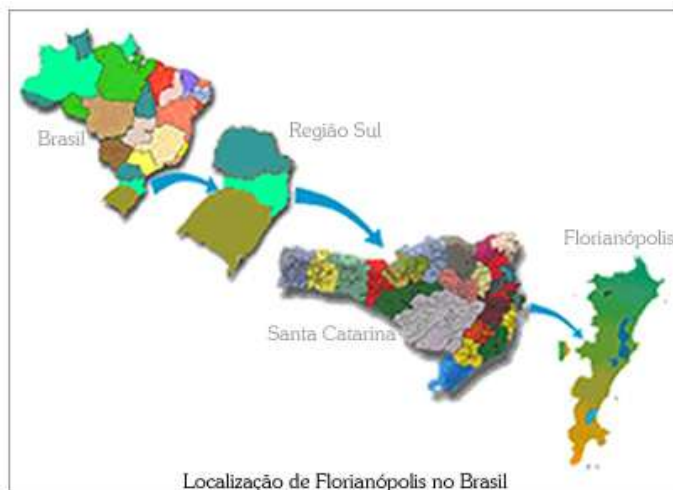 Brasil
Região Sul
Santa Catarina
Florianópolis
Localização de Florianópolis no Brasil